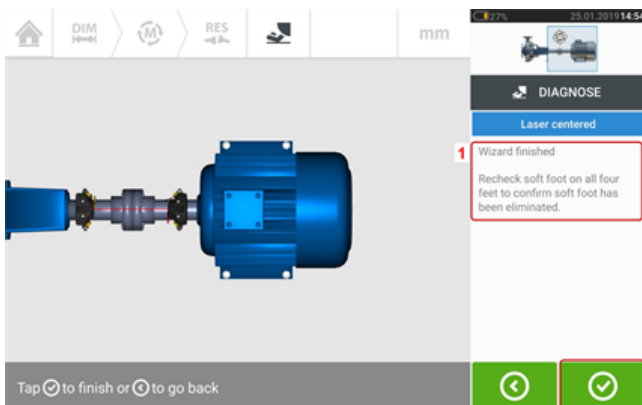 DIM
M
RES
mm
27%
25.01.2019 14:54
DIAGNOSE
Laser centered
1
Wizard finished
Recheck soft foot on all four
feet to confirm soft foot has
been eliminated.
Tap to finish or to go back